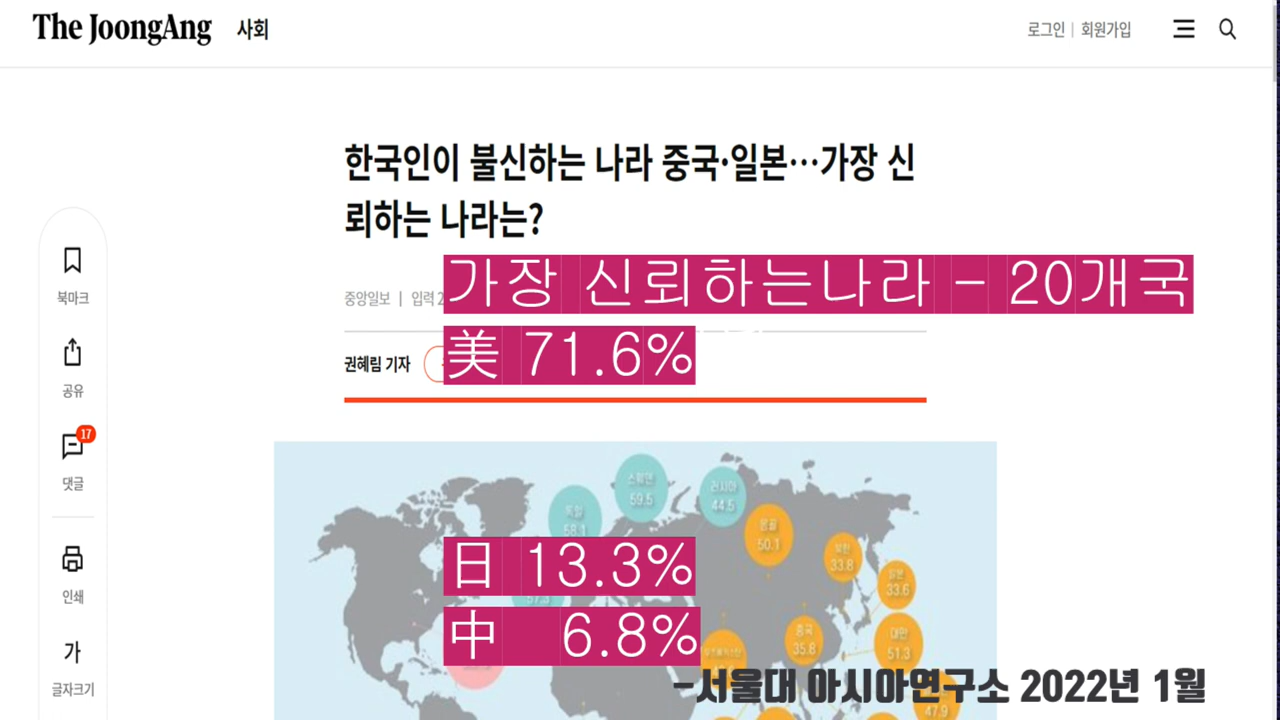 The JoongAng 사회
로그인 | 회원가입
한국인이 불신하는 나라 중국·일본…가장 신
뢰하는 나라는?
가장 신뢰하는나라 - 20개국
중앙일보 | 입력 2
美 71.6%
권혜림 기자
북마크
공유
17
댓글
인쇄
가
글자크기
스웨덴
59.5
러시아
44.5
독일
58.1
몽골
50.1
북한
33.8
일본
33.6
日 13.3%
57.3
中 6.8%
중국
35.8
대만
51.3
47.9
-서울대 아시아연구소 2022년 1월